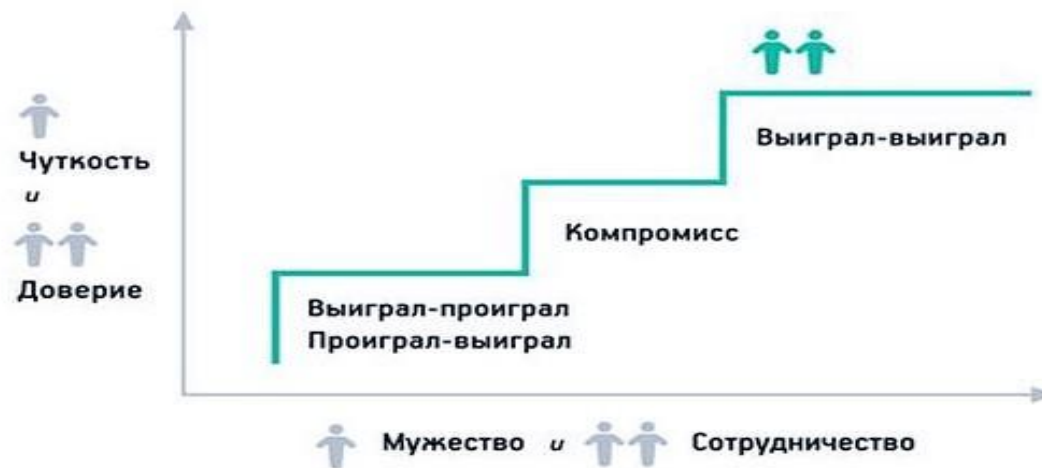 Чуткость
и
Доверие
Выиграл-выиграл
Компромисс
Выиграл-проиграл
Проиграл-выиграл
Мужество и Сотрудничество